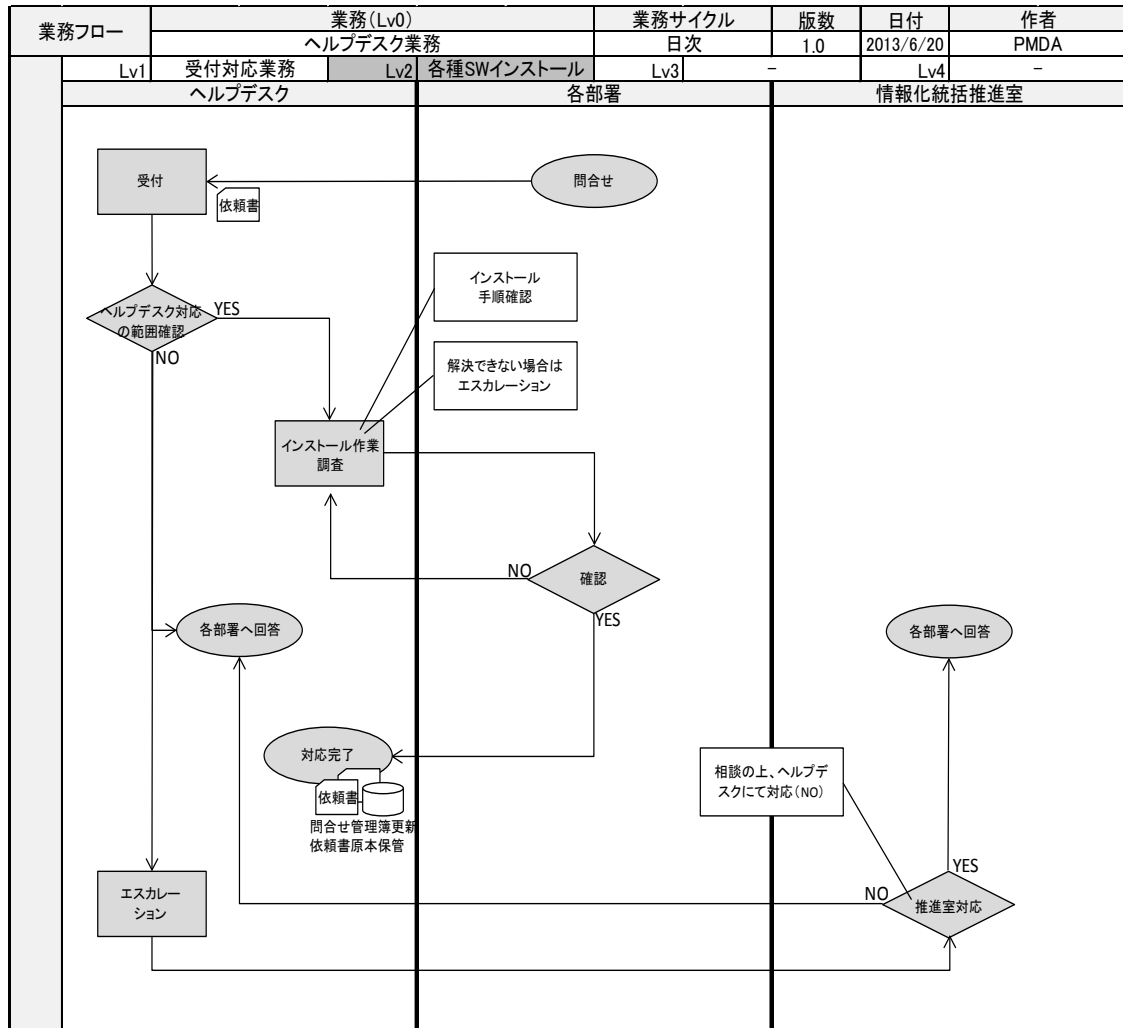 業務フロー
業務(Lv0)
業務サイクル
版数
日付
作者
ヘルプデスク業務
日次
1.0
2013/6/20
PMDA
Lv1
受付対応業務
Lv2
各種SWインストール
Lv3
－
Lv4
－
ヘルプデスク
各部署
情報化統括推進室
受付
問合せ
依頼書
インストール
手順確認
ヘルプデスク対応
の範囲確認
YES
NO
解決できない場合は
エスカレーション
インストール作業
調査
NO
確認
YES
各部署へ回答
各部署へ回答
対応完了
依頼書
問合せ管理簿更新
依頼書原本保管
相談の上、ヘルプデ
スクにて対応(NO)
YES
エスカレー
ション
NO
推進室対応